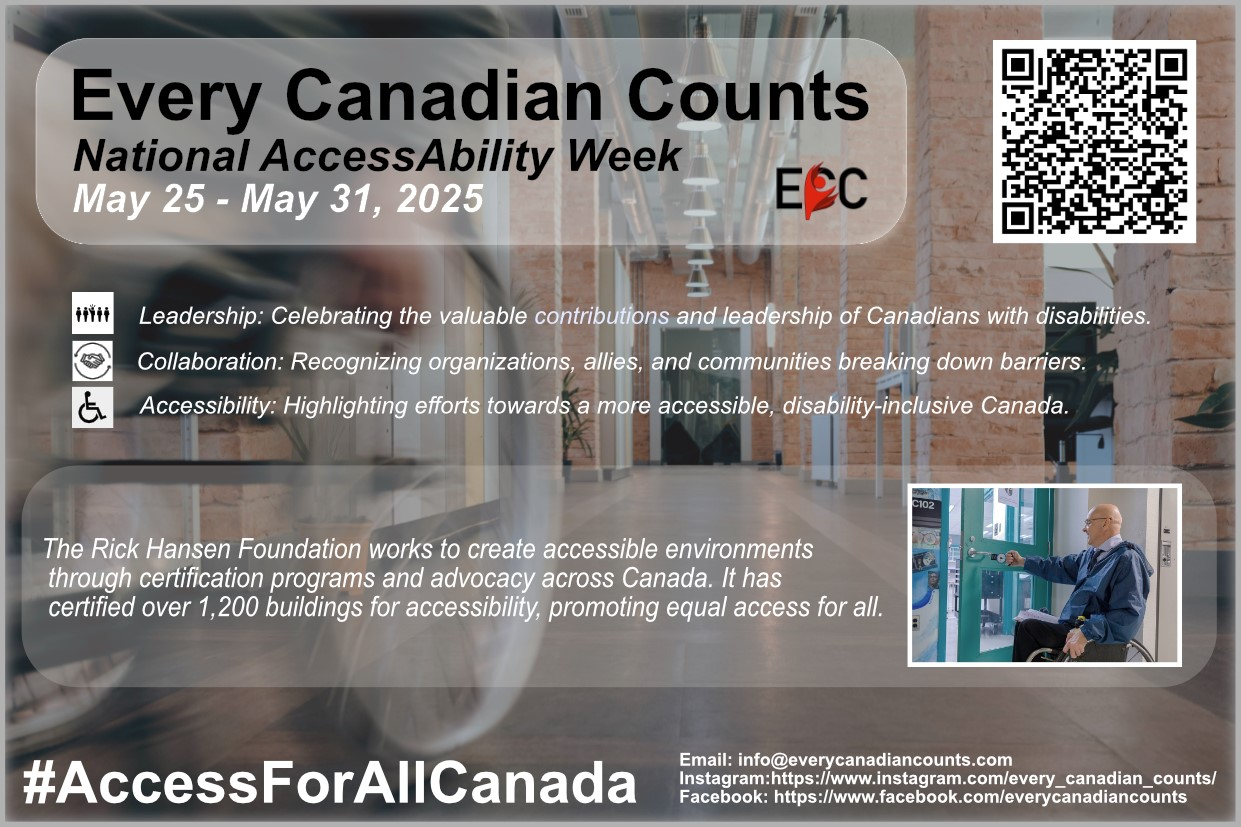 Every Canadian Counts
National AccessAbility Week
May 25 - May 31, 2025
ECC
Leadership: Celebrating the valuable contributions and leadership of Canadians with disabilities.
Collaboration: Recognizing organizations, allies, and communities breaking down barriers.
Accessibility: Highlighting efforts towards a more accessible, disability-inclusive Canada.
C102
The Rick Hansen Foundation works to create accessible environments
through certification programs and advocacy across Canada. It has
certified over 1,200 buildings for accessibility, promoting equal access for all.
#AccessForAllCanada
Email: info@everycanadiancounts.com
Instagram:https://www.instagram.com/every_canadian_counts/
Facebook: https://www.facebook.com/everycanadiancounts